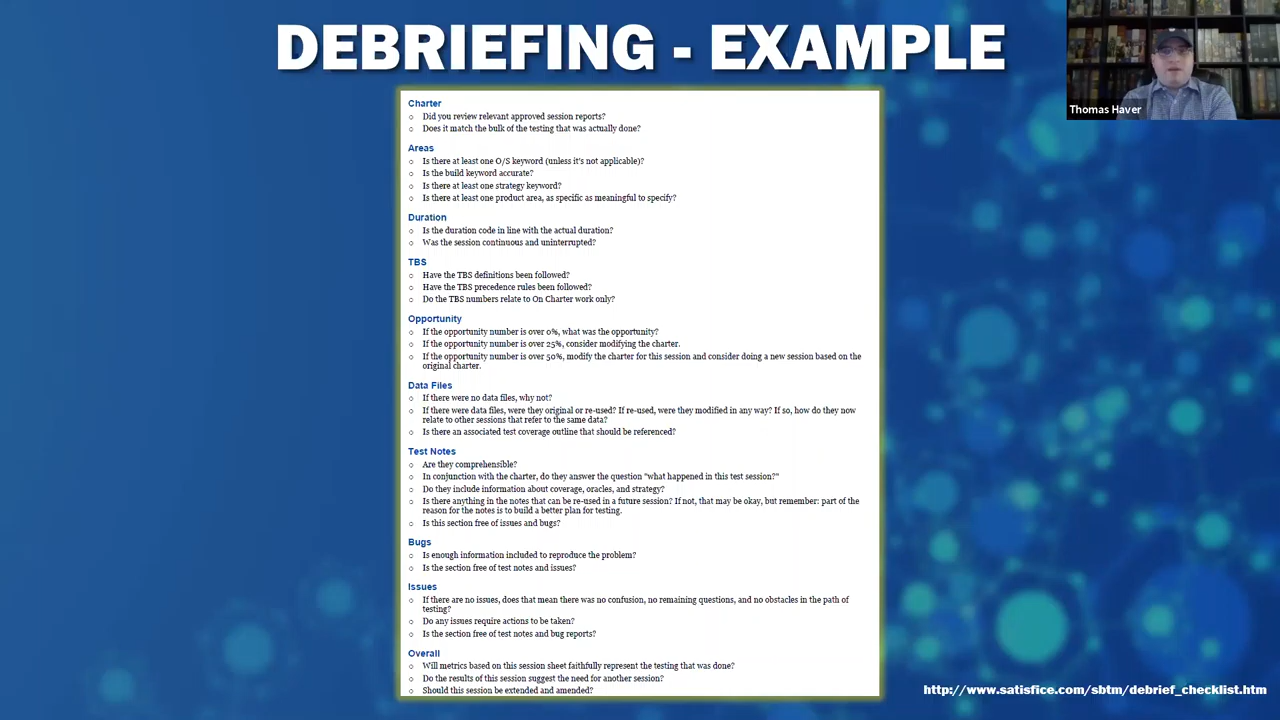 DEBRIEFING - EXAMPLE
Thomas Haver
Charter
Did you review relevant approved session reports?
Does it match the bulk of the testing that was actually done?
Areas
Is there at least one O/S keyword (unless it's not applicable)?
Is the build keyword accurate?
Is there at least one strategy keyword?
Is there at least one product area, as specific as meaningful to specify?
Duration
Is the duration code in line with the actual duration?
Was the session continuous and uninterrupted?
TBS
Have the TBS definitions been followed?
Have the TBS precedence rules been followed?
Do the TBS numbers relate to On Charter work only?
Opportunity
If the opportunity number is over 0%, what was the opportunity?
If the opportunity number is over 25%, consider modifying the charter.
If the opportunity number is over 50%, modify the charter for this session and consider doing a new session based on the
original charter.
Data Files
If there were no data files, why not?
If there were data files, were they original or re-used? If re-used, were they modified in any way? If so, how do they now
relate to other sessions that refer to the same data?
Is there an associated test coverage outline that should be referenced?
Test Notes
Are they comprehensible?
In conjunction with the charter, do they answer the question "what happened in this test session?"
Do they include information about coverage, oracles, and strategy?
Is there anything in the notes that can be re-used in a future session? If not, that may be okay, but remember: part of the
reason for the notes is to build a better plan for testing.
Is this section free of issues and bugs?
Bugs
Is enough information included to reproduce the problem?
Is the section free of test notes and issues?
Issues
If there are no issues, does that mean there was no confusion, no remaining questions, and no obstacles in the path of
testing?
Do any issues require actions to be taken?
Is the section free of test notes and bug reports?
Overall
Will metrics based on this session sheet faithfully represent the testing that was done?
Do the results of this session suggest the need for another session?
Should this session be extended and amended?
http://www.satisfice.com/sbtm/debrief_checklist.htm